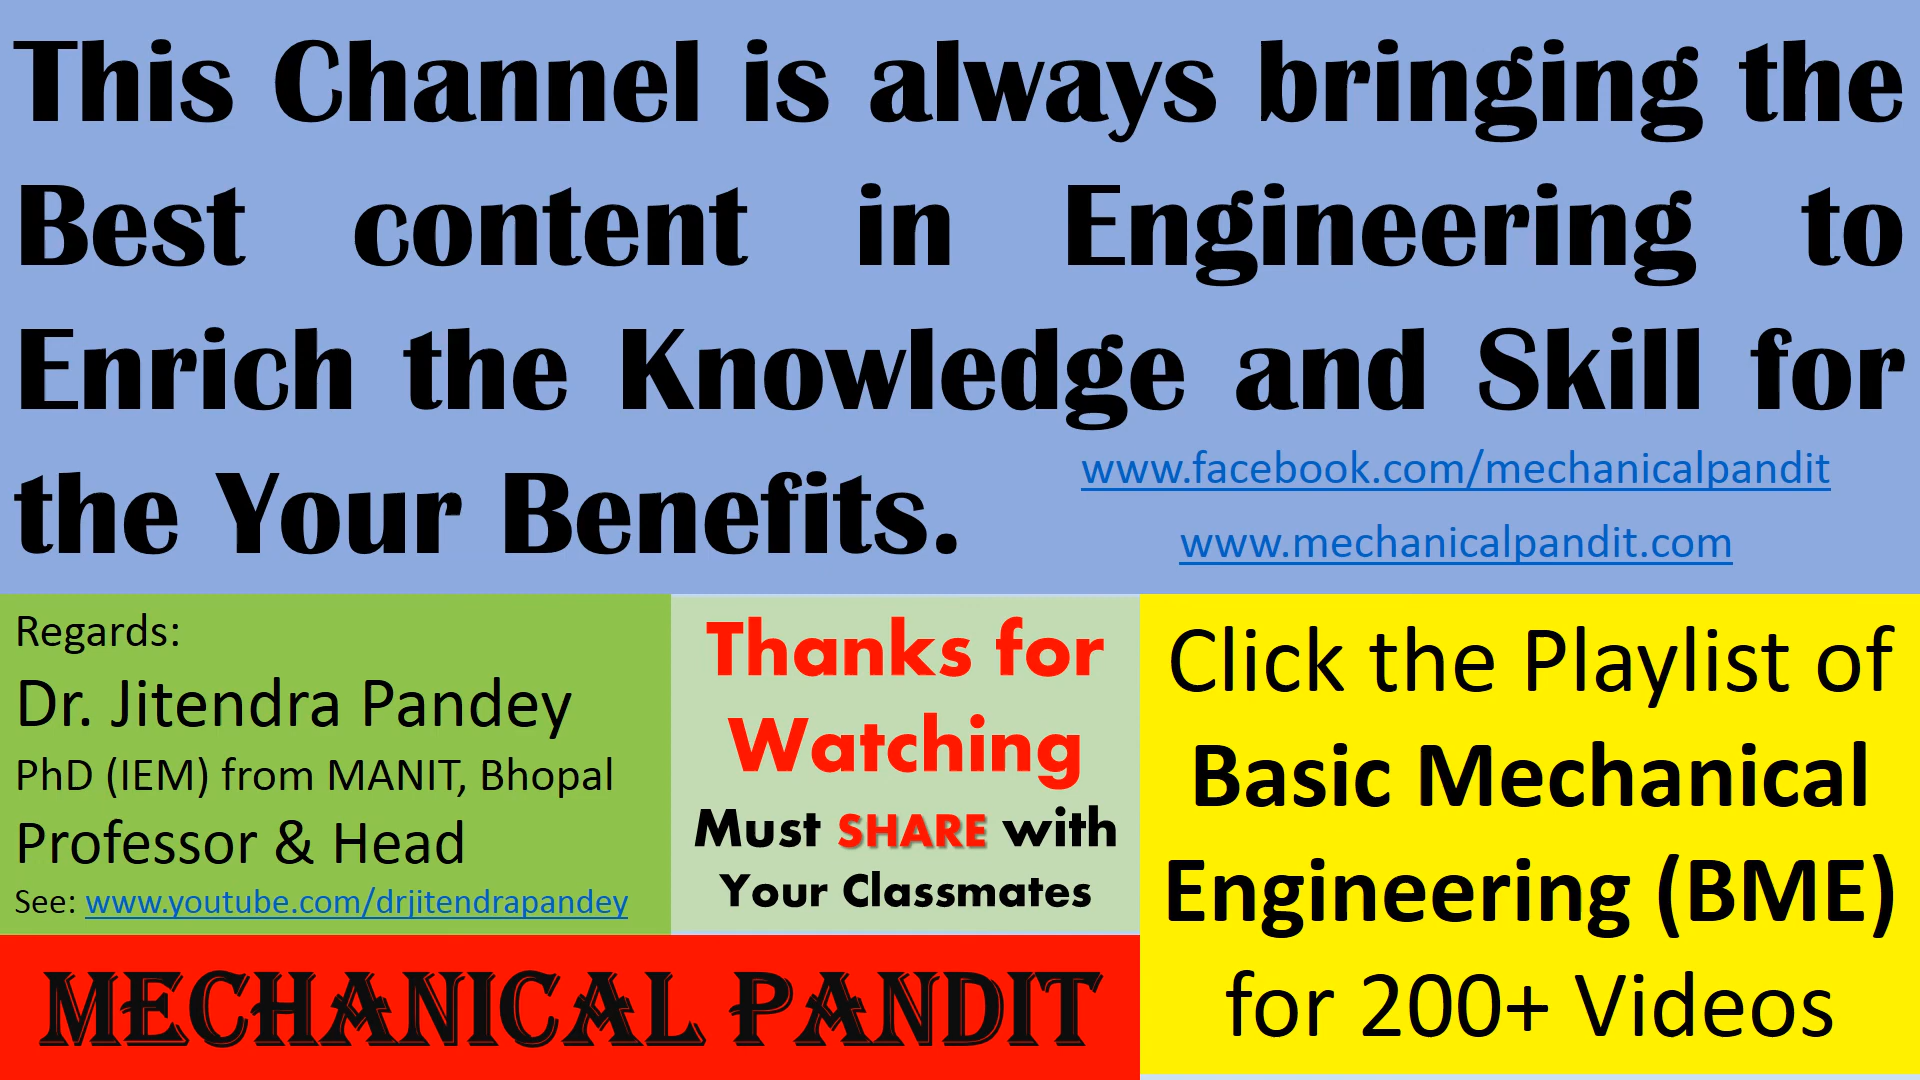 This Channel is always bringing the
Best content in Engineering to
Enrich the Knowledge and Skill for
the Your Benefits.
www.facebook.com/mechanicalpandit
www.mechanicalpandit.com
Regards:
Dr. Jitendra Pandey
PhD (IEM) from MANIT, Bhopal
Professor & Head
See: www.youtube.com/drjitendrapandey
Thanks for
Watching
Must SHARE with
Your Classmates
Click the Playlist of
Basic Mechanical
Engineering (BME)
for 200+ Videos
MECHANICAL PANDIT